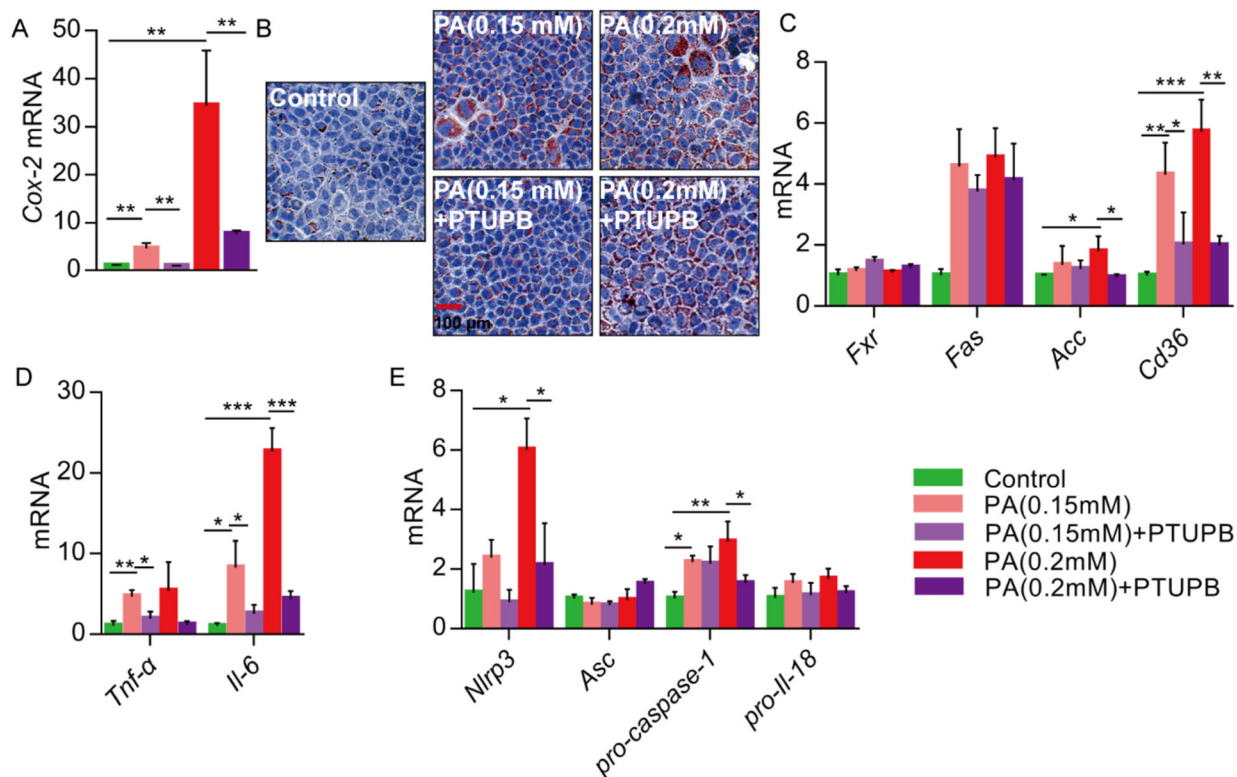 A
Cox-2 mRNA
50
40
30
20
10
0
**
**
**
**
B
Control
PA(0.15 mM)
PA(0.2mM)
PA(0.15 mM)
+PTUPB
PA(0.2mM)
+PTUPB
100 μm
C
mRNA
8
6
4
2
0
*
*
**
*
***
**
Fxr
Fas
Acc
Cd36
D
mRNA
30
20
10
0
**
*
*
*
***
***
Tnf-α
Il-6
E
mRNA
8
6
4
2
0
*
*
*
**
*
Nlrp3
Asc
pro-caspase-1
pro-Il-18
Control
PA(0.15mM)
PA(0.15mM)+PTUPB
PA(0.2mM)
PA(0.2mM)+PTUPB